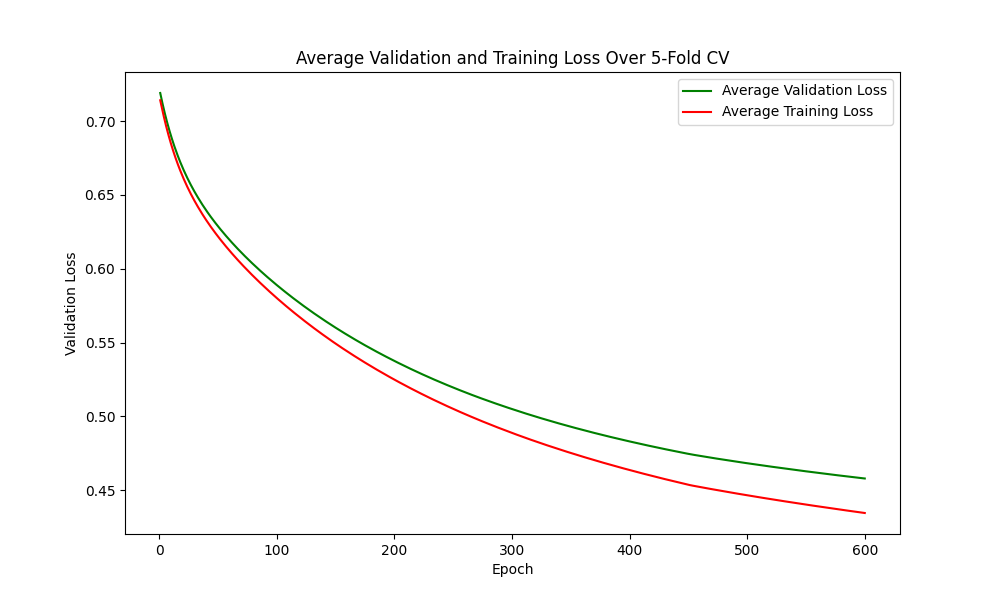 Average Validation and Training Loss Over 5-Fold CV
Average Validation Loss
Average Training Loss
Validation Loss
0.70
0.65
0.60
0.55
0.50
0.45
0
100
200
300
400
500
600
Epoch